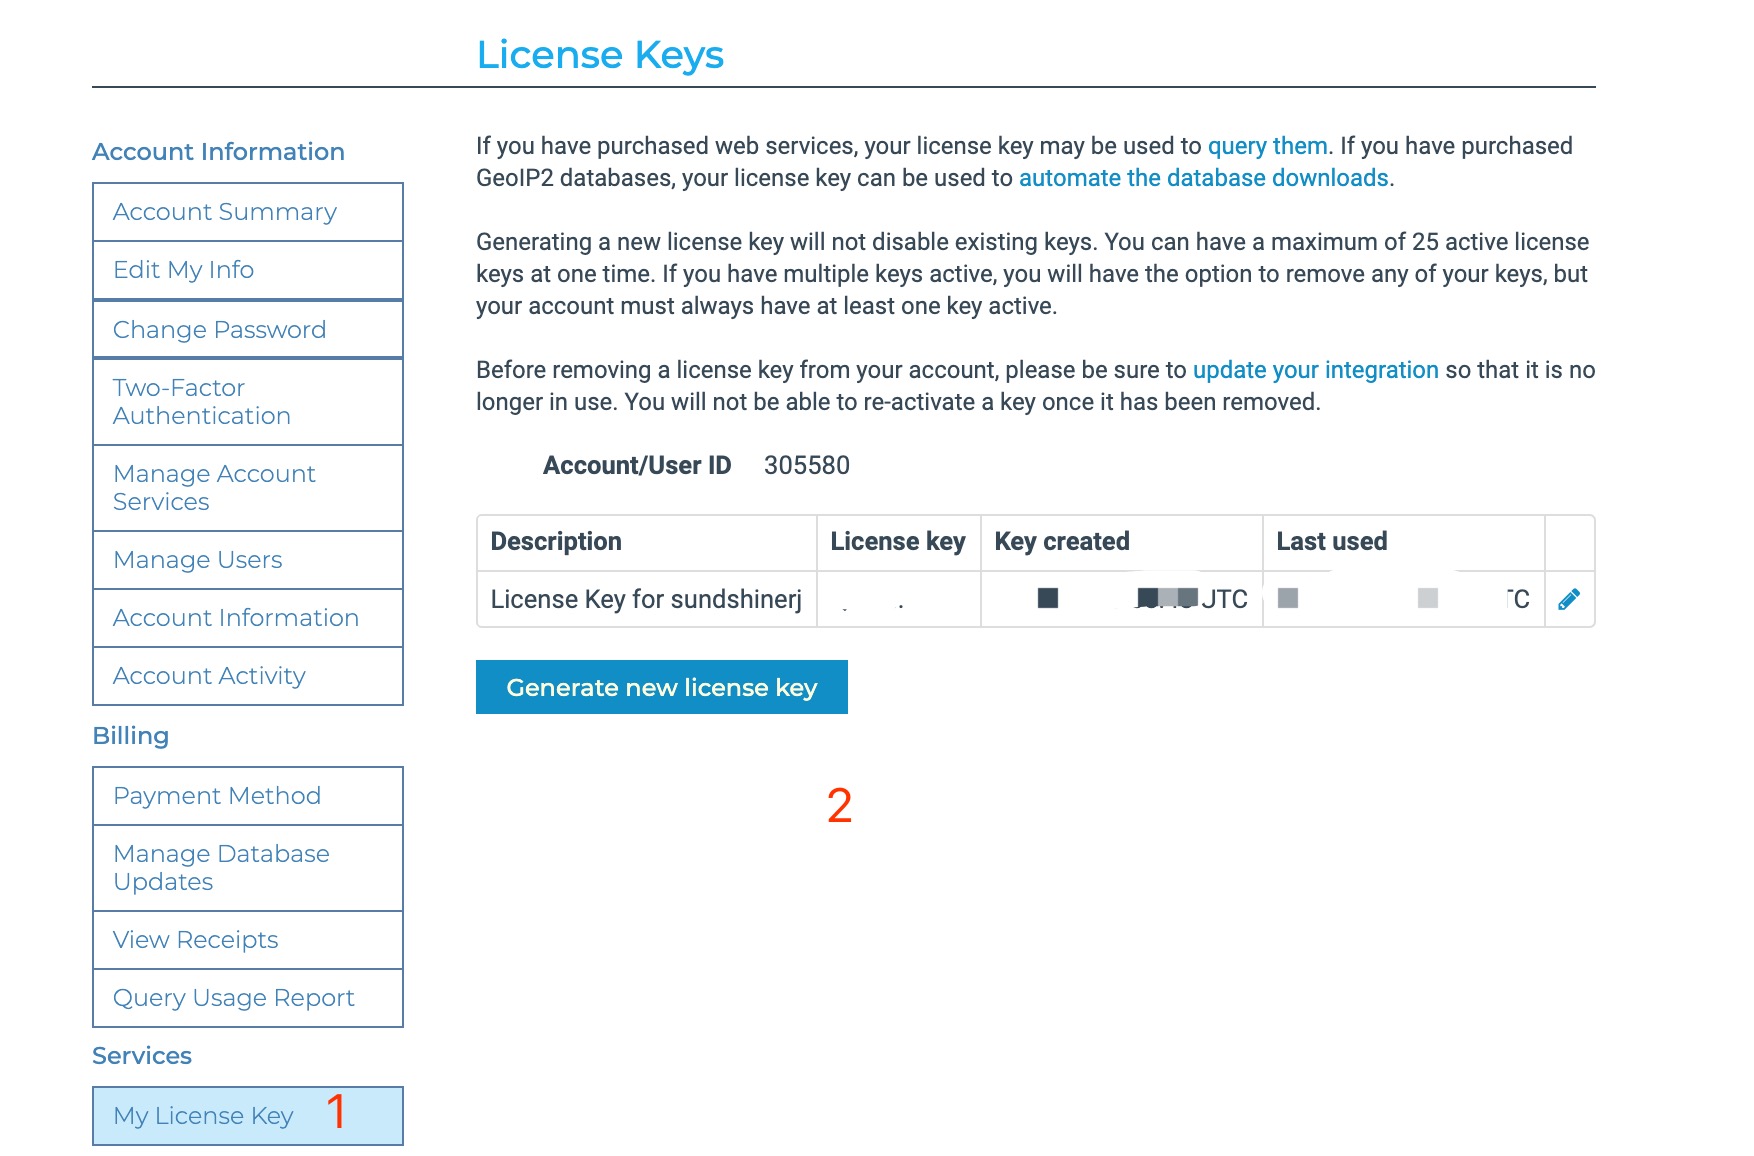 License Keys
Account Information
Account Summary
Edit My Info
Change Password
Two-Factor
Authentication
Manage Account
Services
Manage Users
Account Information
Account Activity
Billing
Payment Method
Manage Database
Updates
View Receipts
Query Usage Report
Services
My License Key 1
If you have purchased web services, your license key may be used to query them. If you have purchased
GeoIP2 databases, your license key can be used to automate the database downloads.
Generating a new license key will not disable existing keys. You can have a maximum of 25 active license
keys at one time. If you have multiple keys active, you will have the option to remove any of your keys, but
your account must always have at least one key active.
Before removing a license key from your account, please be sure to update your integration so that it is no
longer in use. You will not be able to re-activate a key once it has been removed.
Account/User ID 305580
Description License key Key created Last used
License Key for sundshinerj
Generate new license key
2